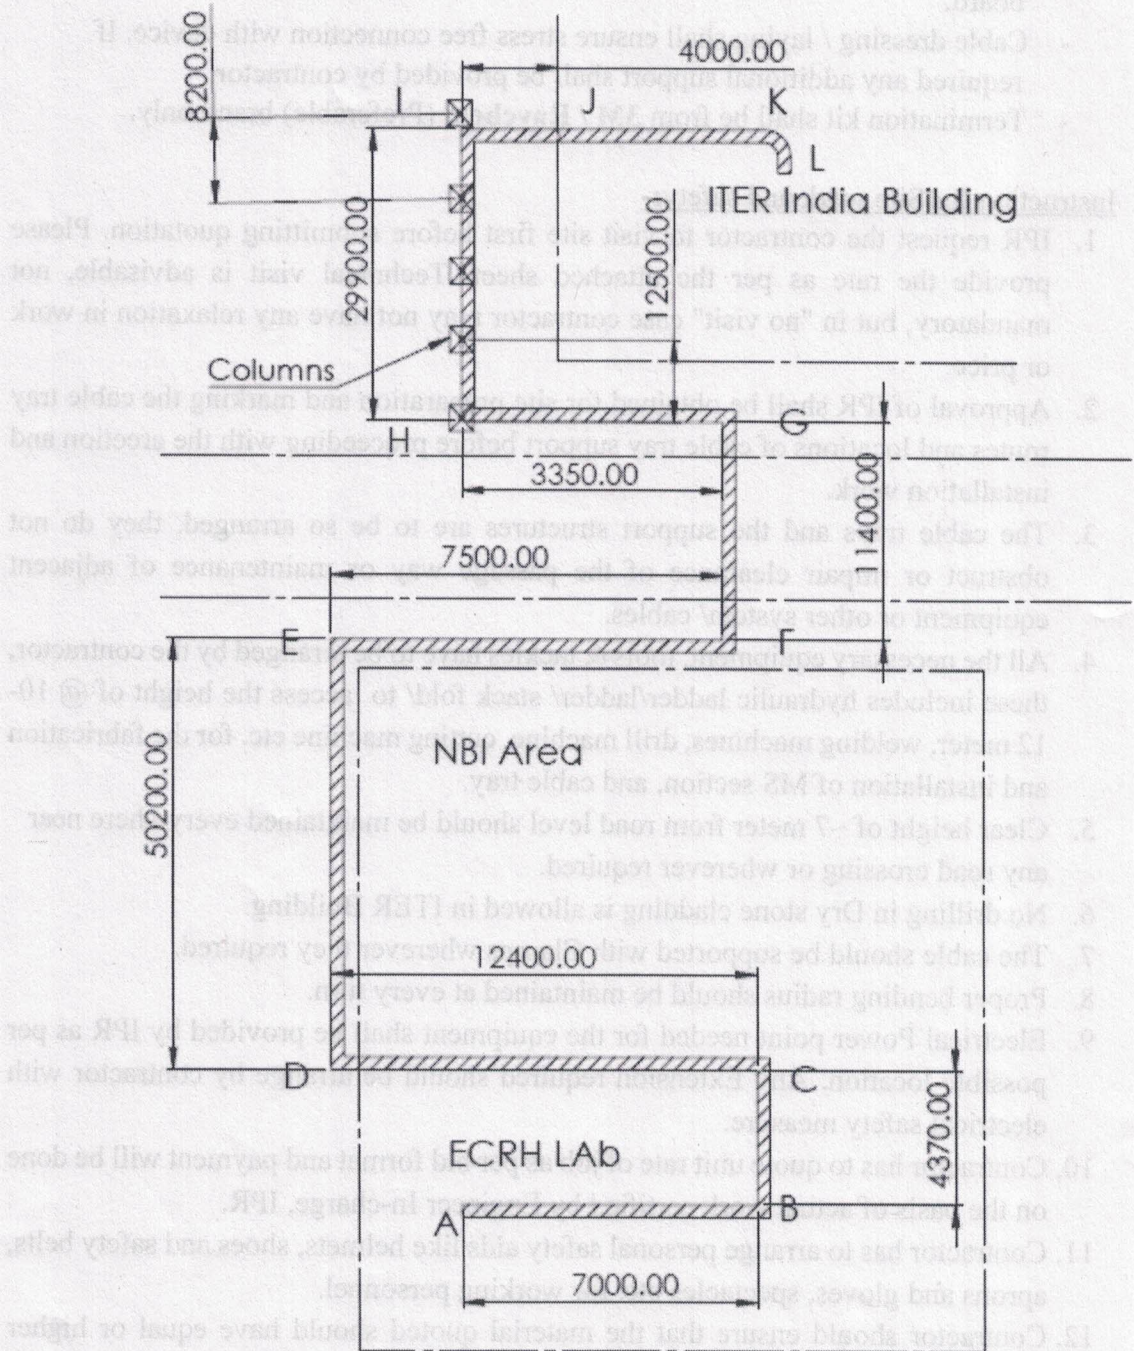 8200.00
4000.00
I
J
K
L
ITER India Building
29900.00
12500.00
Columns
H
G
3350.00
11400.00
7500.00
E
F
NBI Area
50200.00
12400.00
D
C
4370.00
ECRH LAb
A
B
7000.00
board.
Cable dressing / laying shall ensure stress free connection with device. If
required any additional support shall be provided by contractor
Termination kit shall be from 3M / Raychem (Preferable) brand only.
1. IPR request the contractor to visit site first before submitting quotation. Please
provide the rate as per the attached sheet. Technical visit is advisable, not
mandatory, but in "no visit" case contractor may not have any relaxation in work
or price
2. Approval of IPR shall be obtained for site preparation and marking the cable tray
routes and locations of cable tray support before proceeding with the erection and
installation work.
3. The cable trays and the support structures are to be so arranged, they do not
obstruct or impair clearance of the passage way or maintenance of adjacent
equipment or other system/ cables.
4. All the necessary equipment, have to be arranged by the contractor,
these includes hydraulic ladder/ladder/ stack fold/ to access the height of @ 10-
12 meter, welding machines, drill machine, cutting machine etc. for the fabrication
and installation of MS section, and cable tray.
5. Clear height of ~7 meter from road level should be maintained everywhere near
any road crossing or wherever required.
6. No drilling in Dry stone cladding is allowed in ITER Building.
7. The cable should be supported with wherever they required.
8. Proper bending radius should be maintained at every turn.
9. Electrical Power point needed for the equipment shall be provided by IPR as per
possible location. Extension required should be arrange by contractor with
electrical safety measure.
10. Contractor has to quote unit rate of job as per format and payment will be done
on the basis of actual certified by Engineer In-charge, IPR.
11. Contractor has to arrange personal safety aids like helmets, shoes and safety belts,
aprons and gloves, spectacles working personnel.
12. Contractor should ensure that the material quoted should have equal or higher